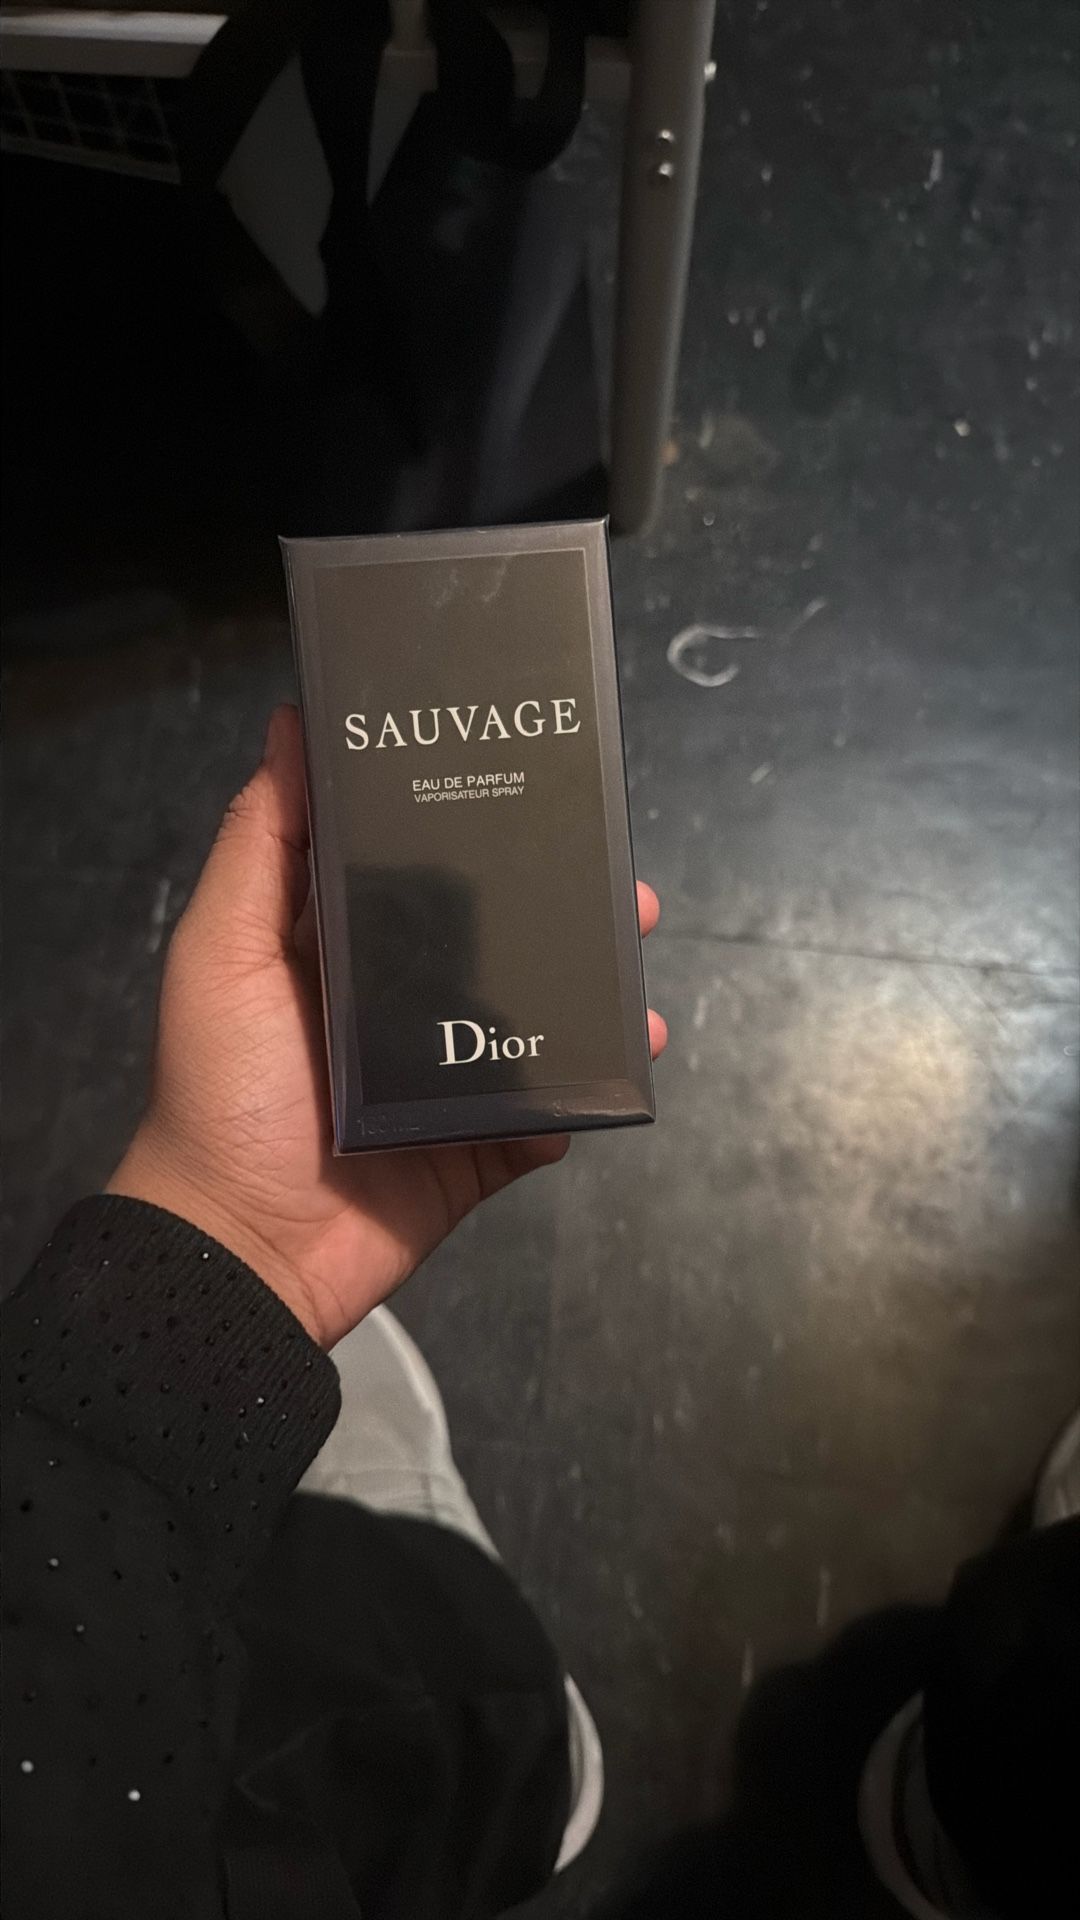 SAUVAGE
EAU DE PARFUM
VAPORISATEUR SPRAY
Dior